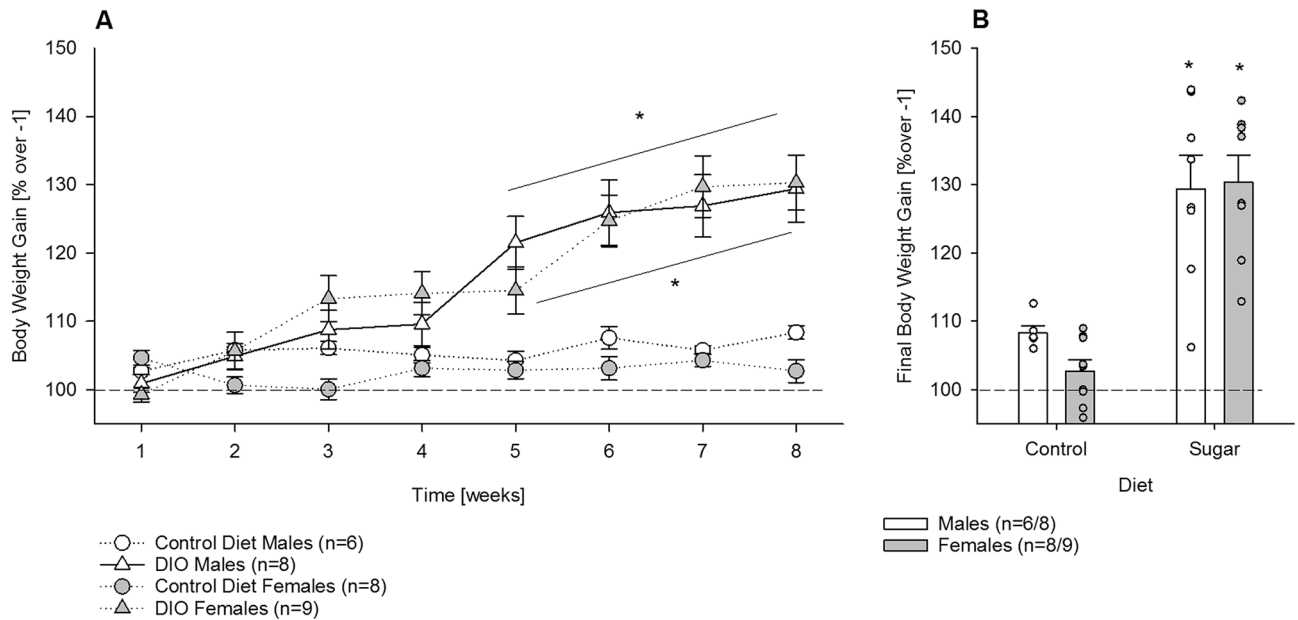 A
150
140
130
120
110
100
Body Weight Gain [% over -1]
*
*
1 2 3 4 5 6 7 8
Time [weeks]
Control Diet Males (n=6)
DIO Males (n=8)
Control Diet Females (n=8)
DIO Females (n=9)
B
150
140
130
120
110
100
Final Body Weight Gain [%over -1]
* *
Control Sugar
Diet
Males (n=6/8)
Females (n=8/9)